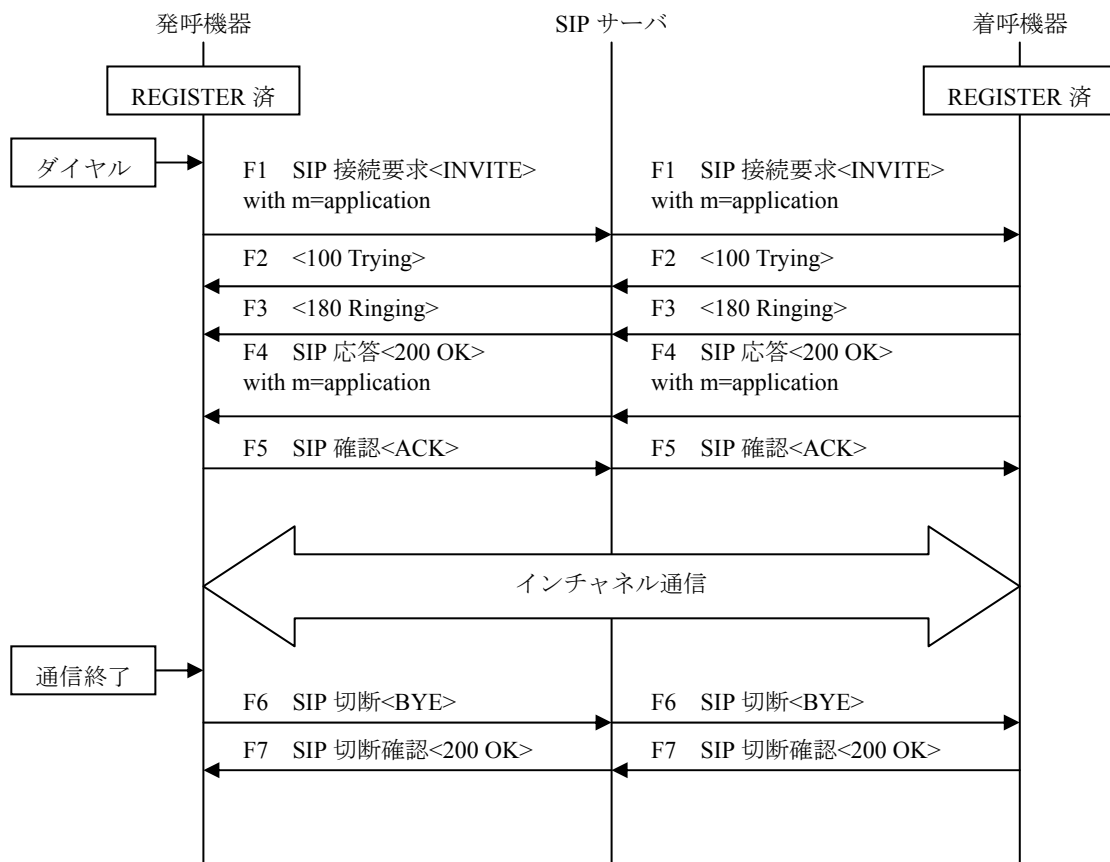 発呼機器 SIP サーバ 着呼機器
REGISTER 済 REGISTER 済
ダイヤル
F1 SIP 接続要求<INVITE>
with m=application
F1 SIP 接続要求<INVITE>
with m=application
F2 <100 Trying> F2 <100 Trying>
F3 <180 Ringing> F3 <180 Ringing>
F4 SIP 応答<200 OK>
with m=application
F4 SIP 応答<200 OK>
with m=application
F5 SIP 確認<ACK> F5 SIP 確認<ACK>
インチャネル通信
通信終了
F6 SIP 切断<BYE> F6 SIP 切断<BYE>
F7 SIP 切断確認<200 OK> F7 SIP 切断確認<200 OK>